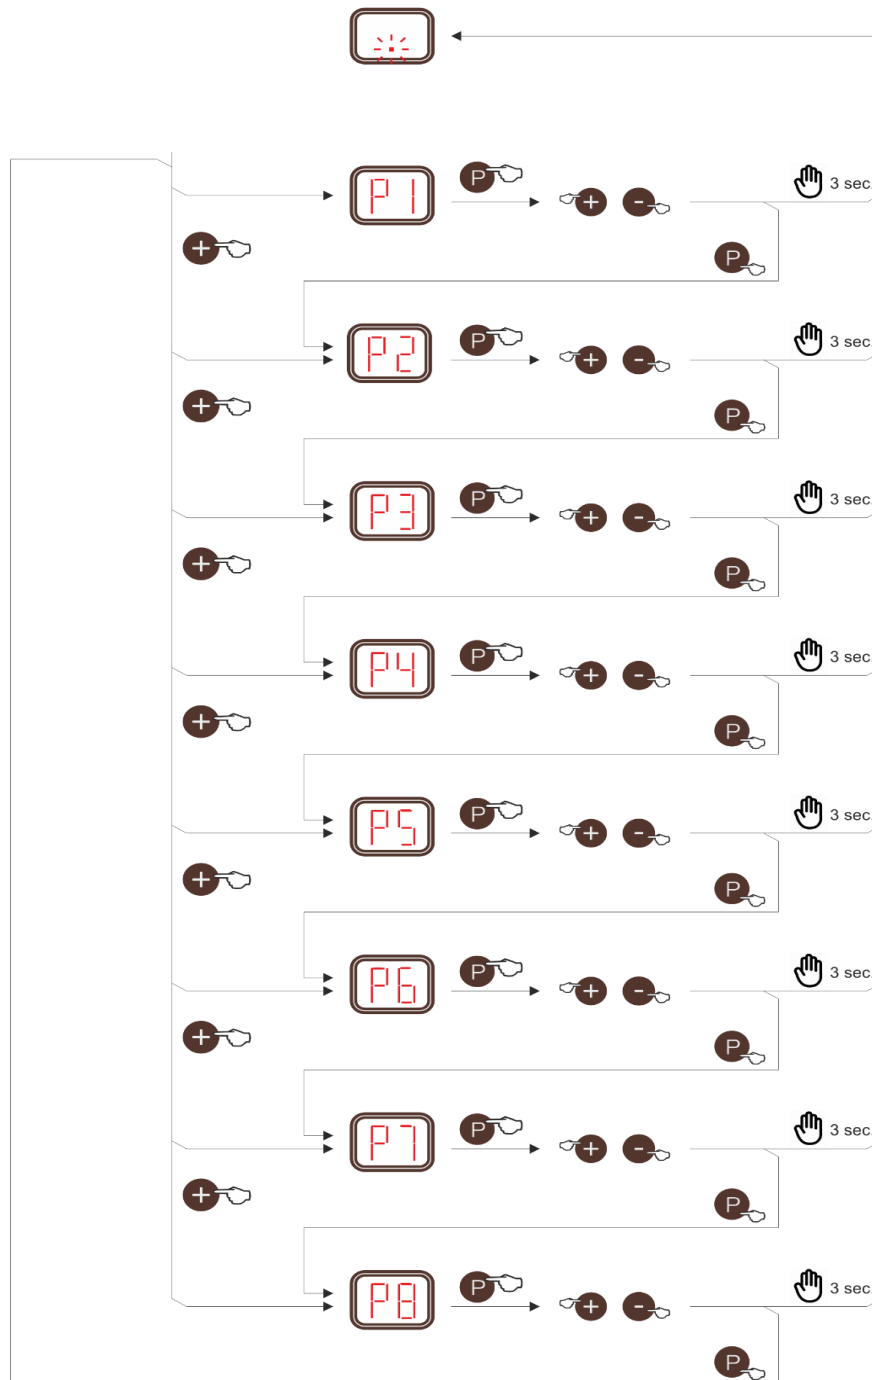 P1
P
+ -
3 sec.
+
P
P2
P
+ -
3 sec.
+
P
P3
P
+ -
3 sec.
+
P
P4
P
+ -
3 sec.
+
P
P5
P
+ -
3 sec.
+
P
P6
P
+ -
3 sec.
+
P
P7
P
+ -
3 sec.
+
P
P8
P
+ -
3 sec.
P